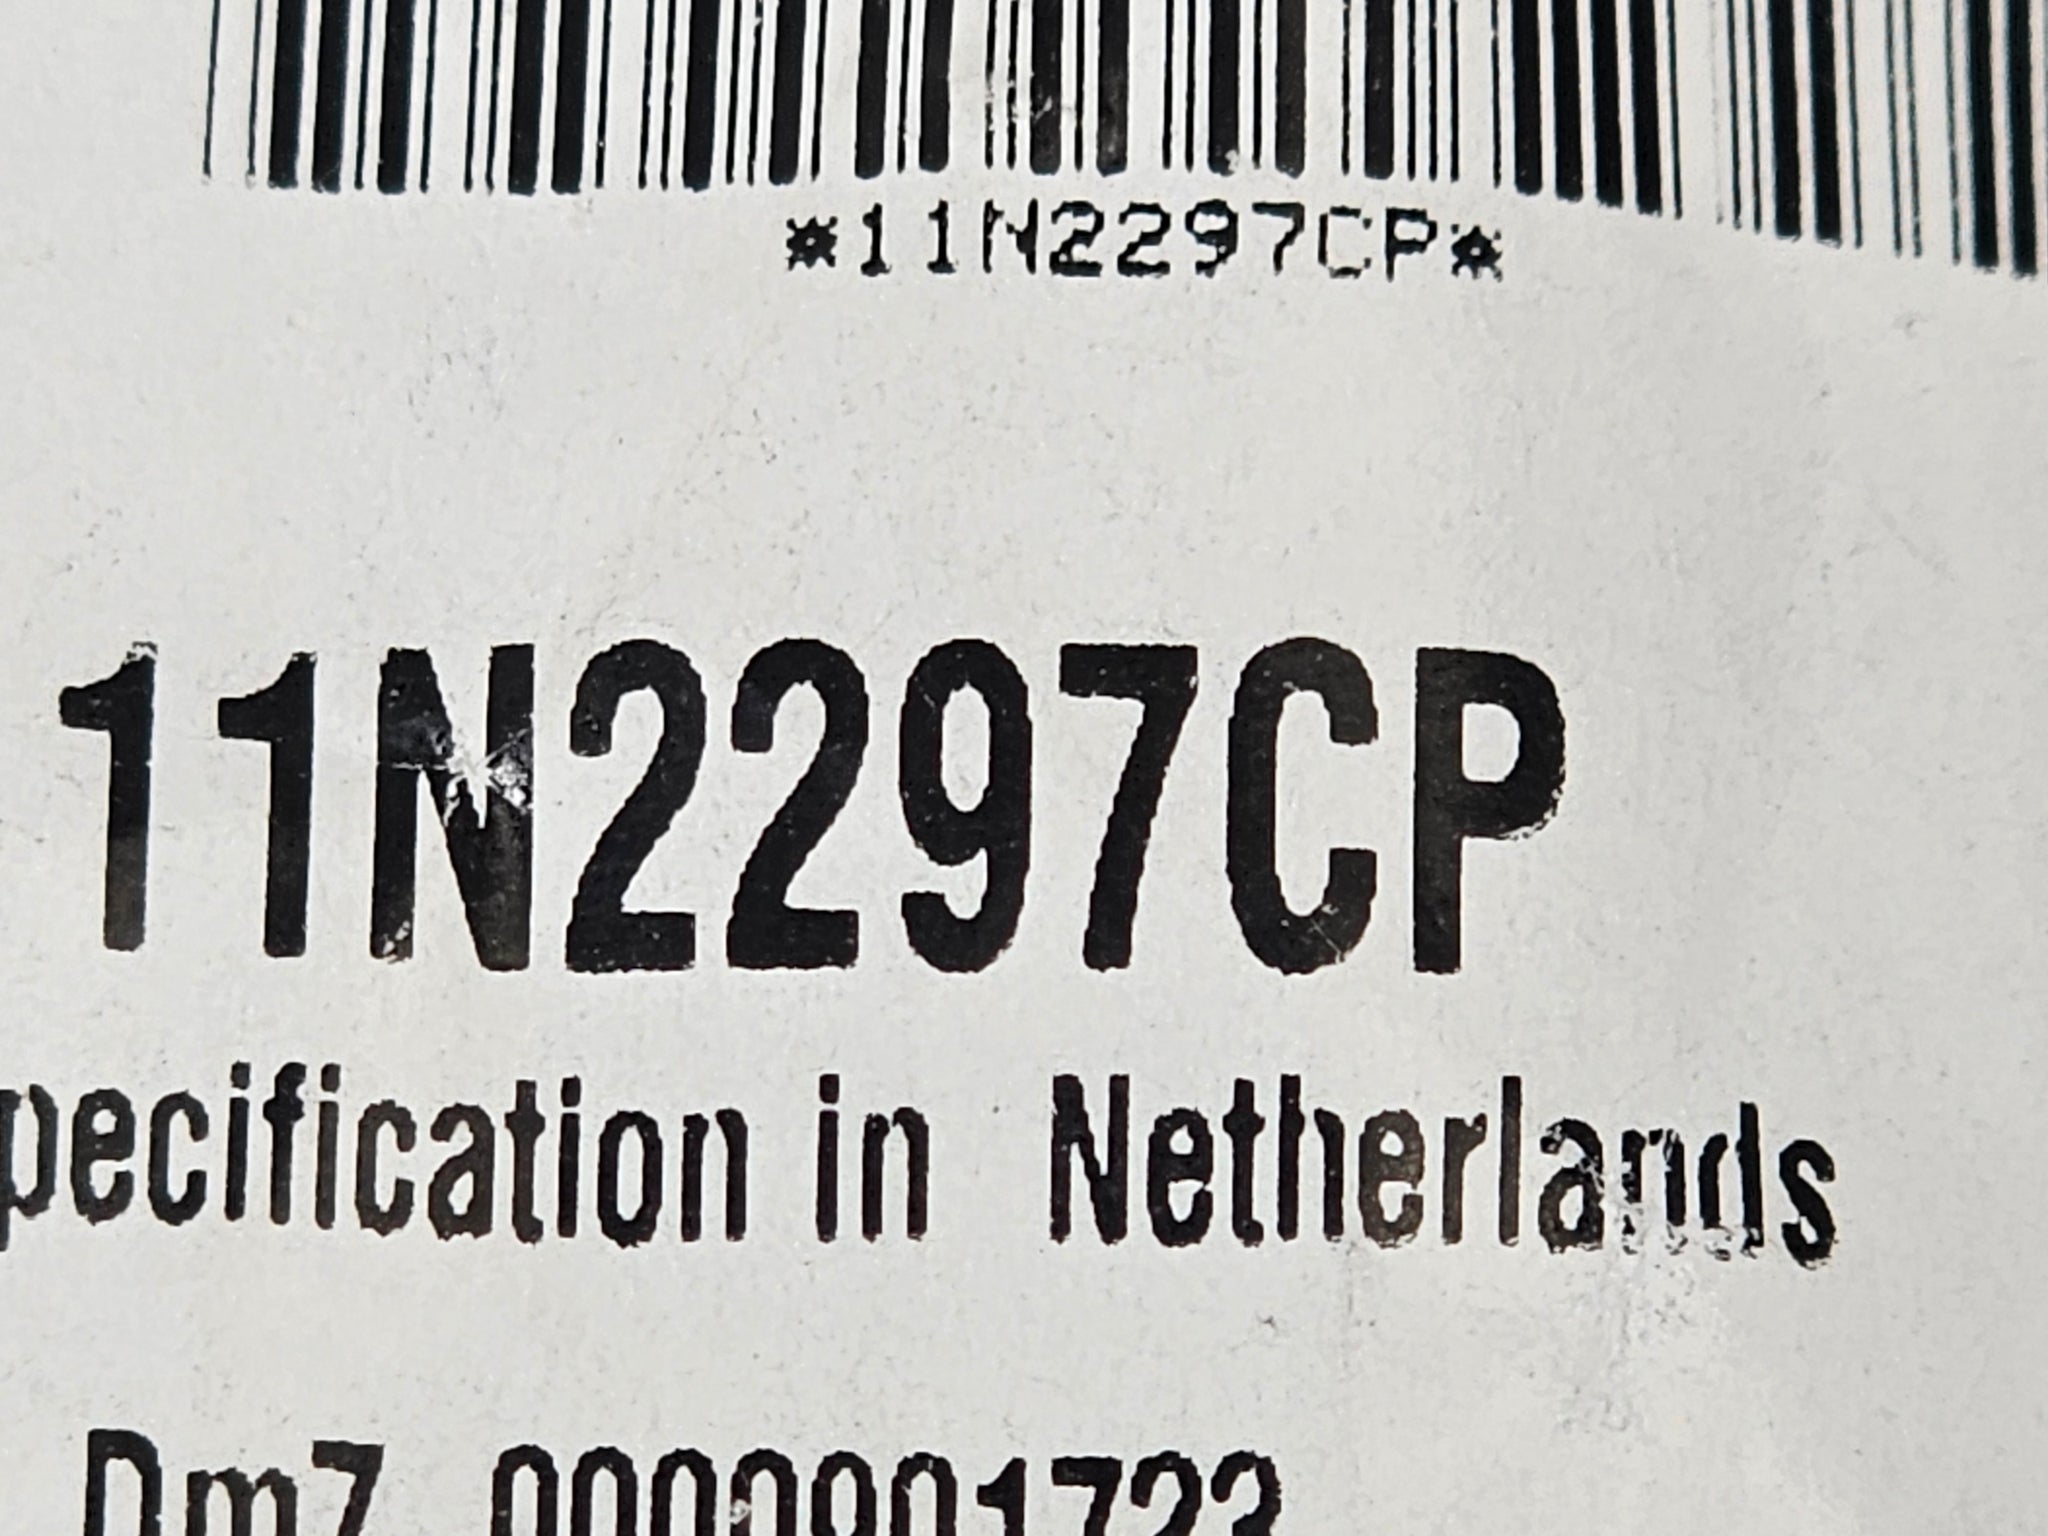 *11N2297CP*
11N2297CP
pecification in Netherlands